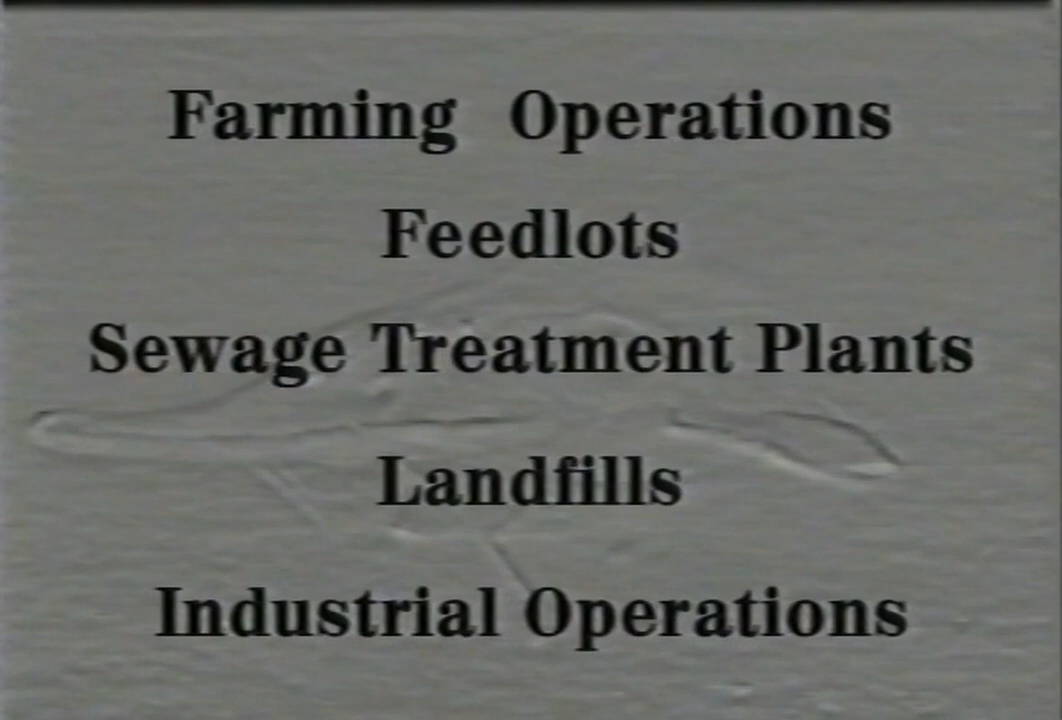 Farming Operations
Feedlots
Sewage Treatment Plants
Landfills
Industrial Operations